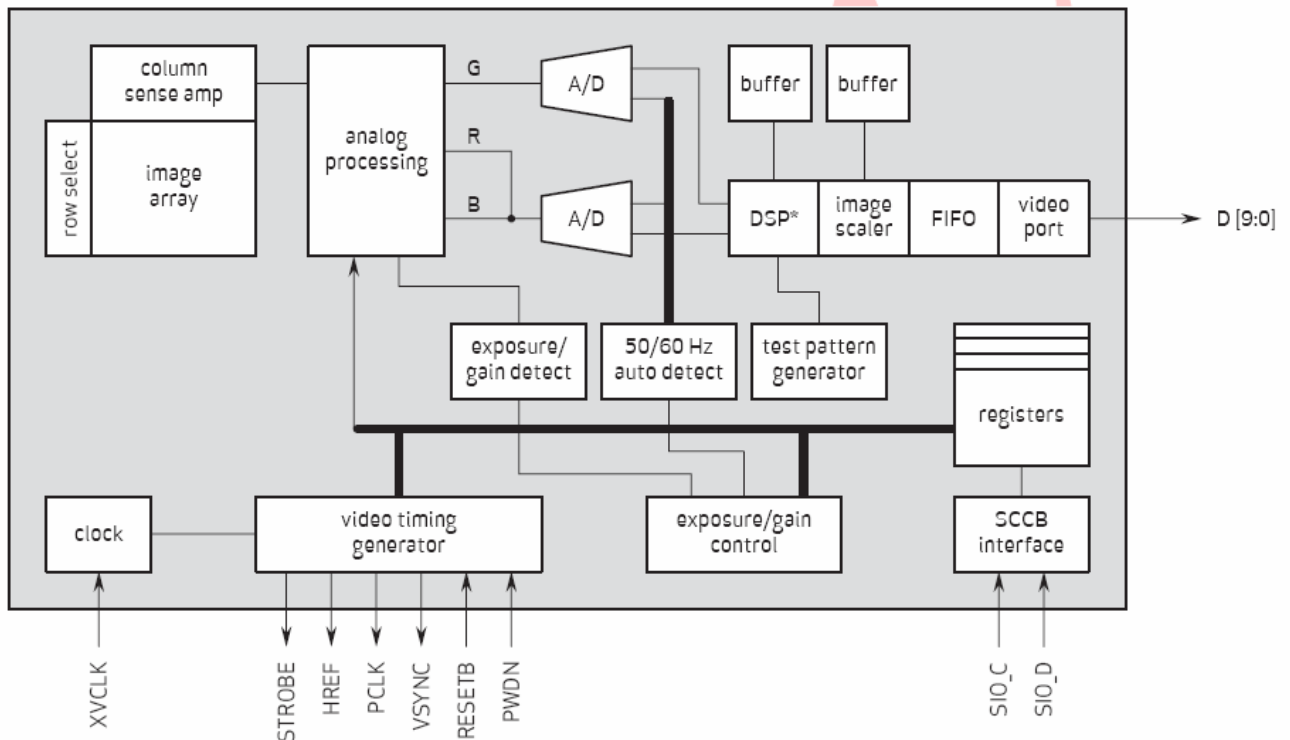 column
sense amp
row select
image
array
analog
processing
G
R
B
A/D
A/D
buffer
buffer
DSP*
image
scaler
FIFO
video
port
D [9:0]
exposure/
gain detect
50/60 Hz
auto detect
test pattern
generator
registers
clock
video timing
generator
exposure/gain
control
SCCB
interface
XVCLK
STROBE
HREF
PCLK
VSYNC
RESETB
PWDN
SIO_C
SIO_D